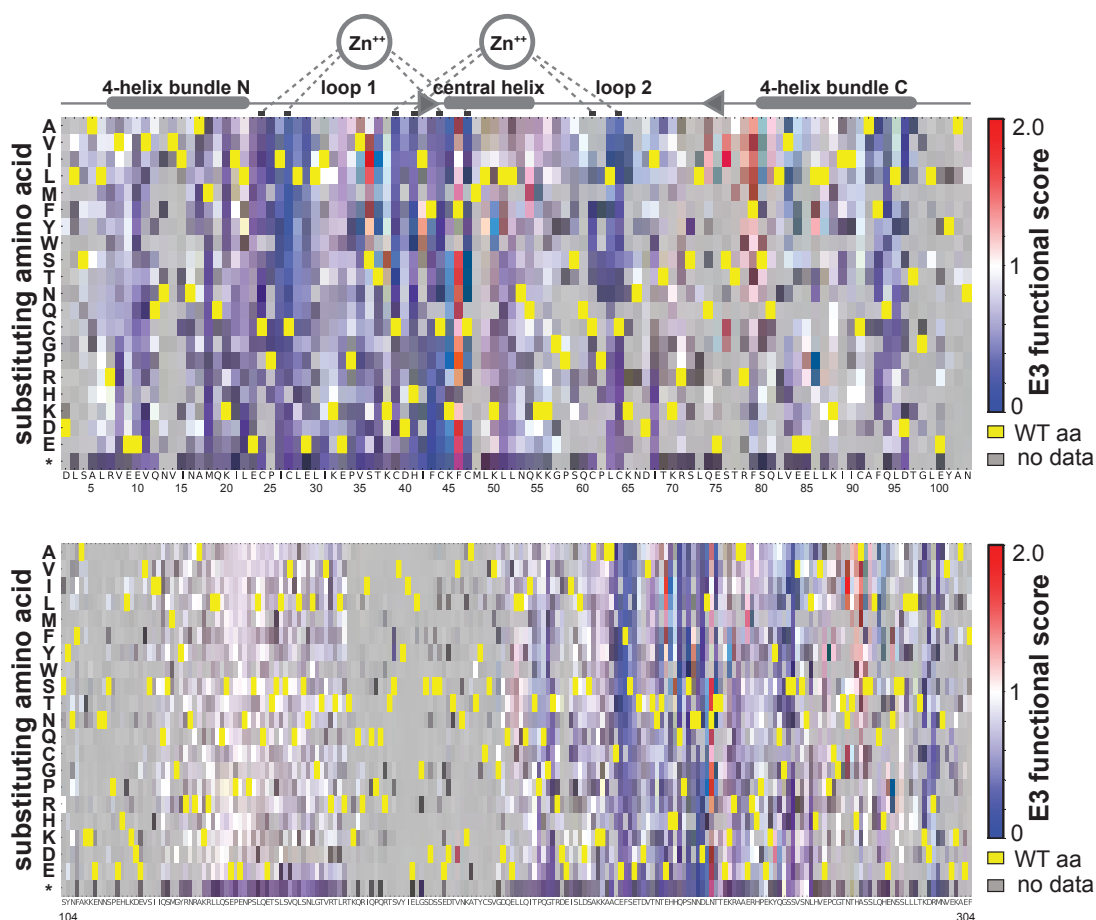 Zn++
Zn++
4-helix bundle N
loop 1
central helix
loop 2
4-helix bundle C
substituting amino acid
A
V
I
L
M
F
Y
W
S
T
N
Q
C
G
P
R
H
K
D
E
*
DLSALRVEEVQNVINAMQKILECPICLELIKEPVSTKCDHIFCKFCMLKLLNQKKGPSQCPLCKNDITKRSLQESTRFSQLVEELLKIICAFQLDTGLEYAN
5 10 15 20 25 30 35 40 45 50 55 60 65 70 75 80 85 90 95 100
2.0
1
0
E3 functional score
WT aa
no data
substituting amino acid
A
V
I
L
M
F
Y
W
S
T
N
Q
C
G
P
R
H
K
D
E
*
SYNFAKKENNSPEHLKDEVSIIQSMGYRNRAKRLLQSEPENPSLQETSLSVQLSNLGTVRTLRTKQRIQPQRTSVYIELGSDSSEDTVNKATYCSVGDQELLQITPQGTRDEISLDSAKKAACEFSETDVTNTEHHQPSNNDLNTTEKRAAERHPEKYQGSSVSNLHVEPCGTNTHASSLQHENSSLLLTKDRMNVEKAEF
104
304
2.0
1
0
E3 functional score
WT aa
no data